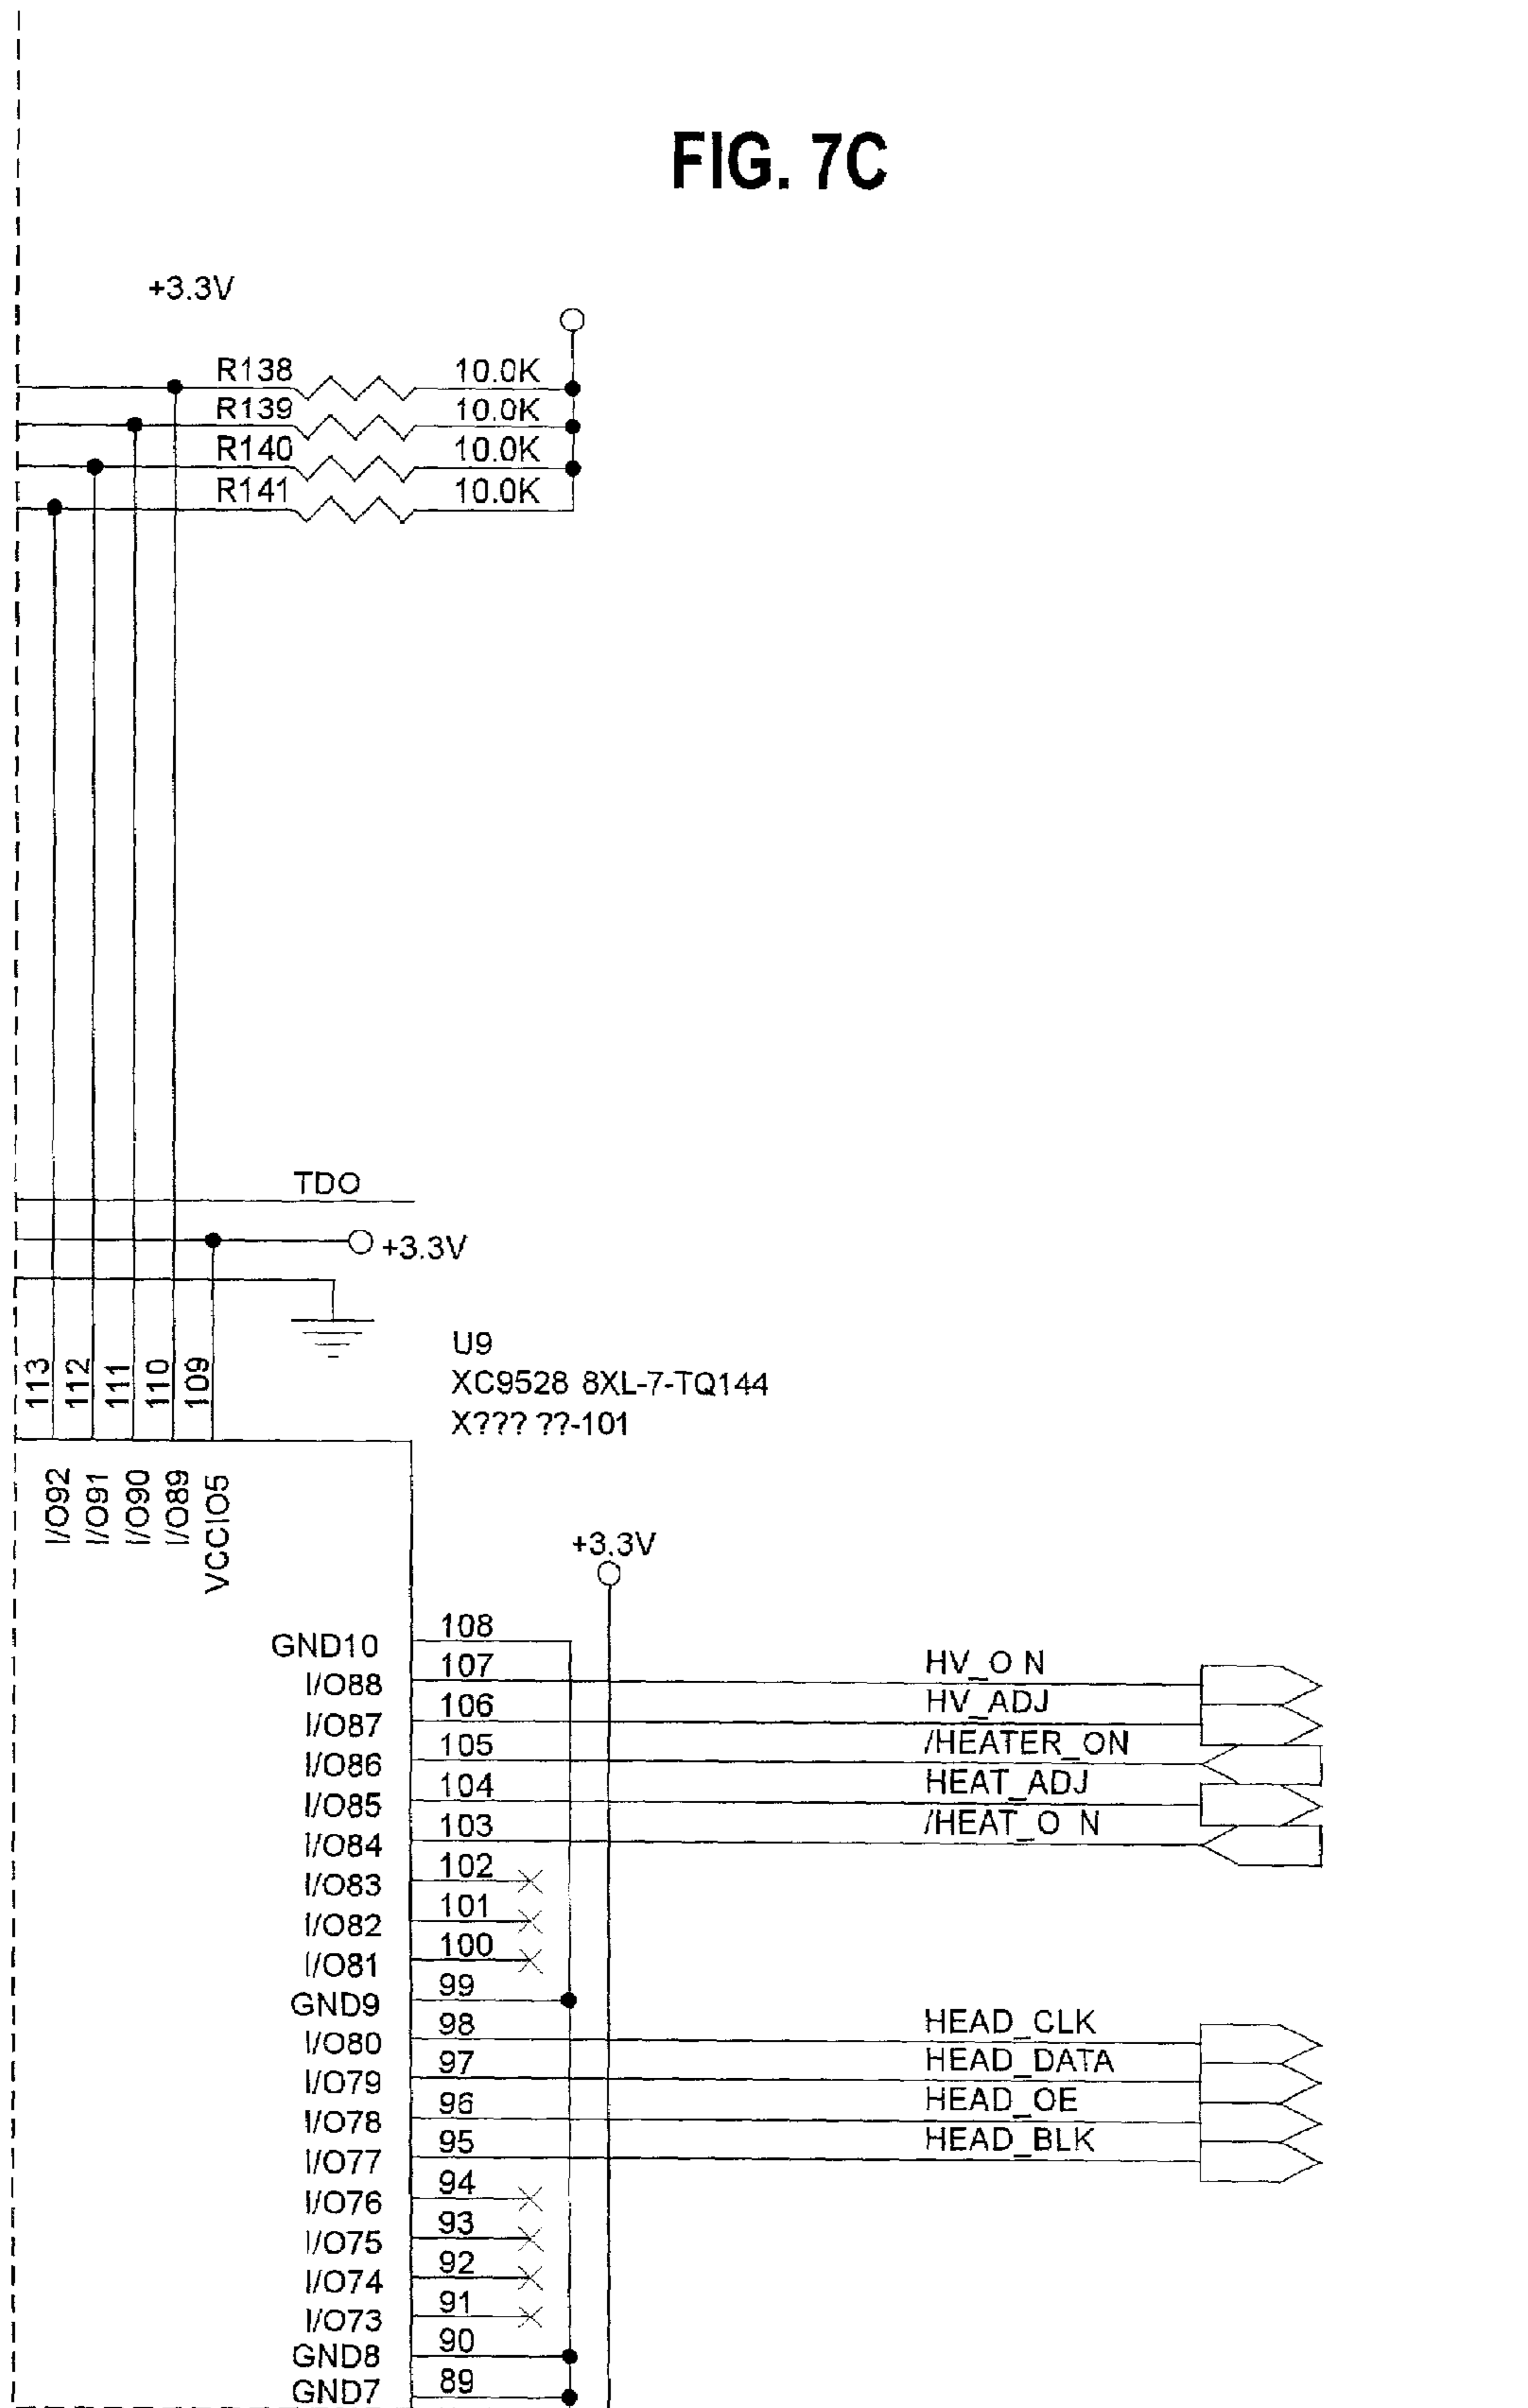 FIG. 7C
+3.3V
R138 10.0K
R139 10.0K
R140 10.0K
R141 10.0K
TDO
+3.3V
113
112
111
110
109
U9
XC9528 8XL-7-TQ144
X??? ??-101
I/O92
I/O91
I/O90
I/O89
VCCIO5
+3.3V
GND10 108
I/O88 107 HV_O N
I/O87 106 HV_ADJ
I/O86 105 /HEATER_ON
I/O85 104 HEAT_ADJ
I/O84 103 /HEAT_O N
I/O83 102
I/O82 101
I/O81 100
GND9 99
I/O80 98 HEAD_CLK
I/O79 97 HEAD_DATA
I/O78 96 HEAD_OE
I/O77 95 HEAD_BLK
I/O76 94
I/O75 93
I/O74 92
I/O73 91
GND8 90
GND7 89